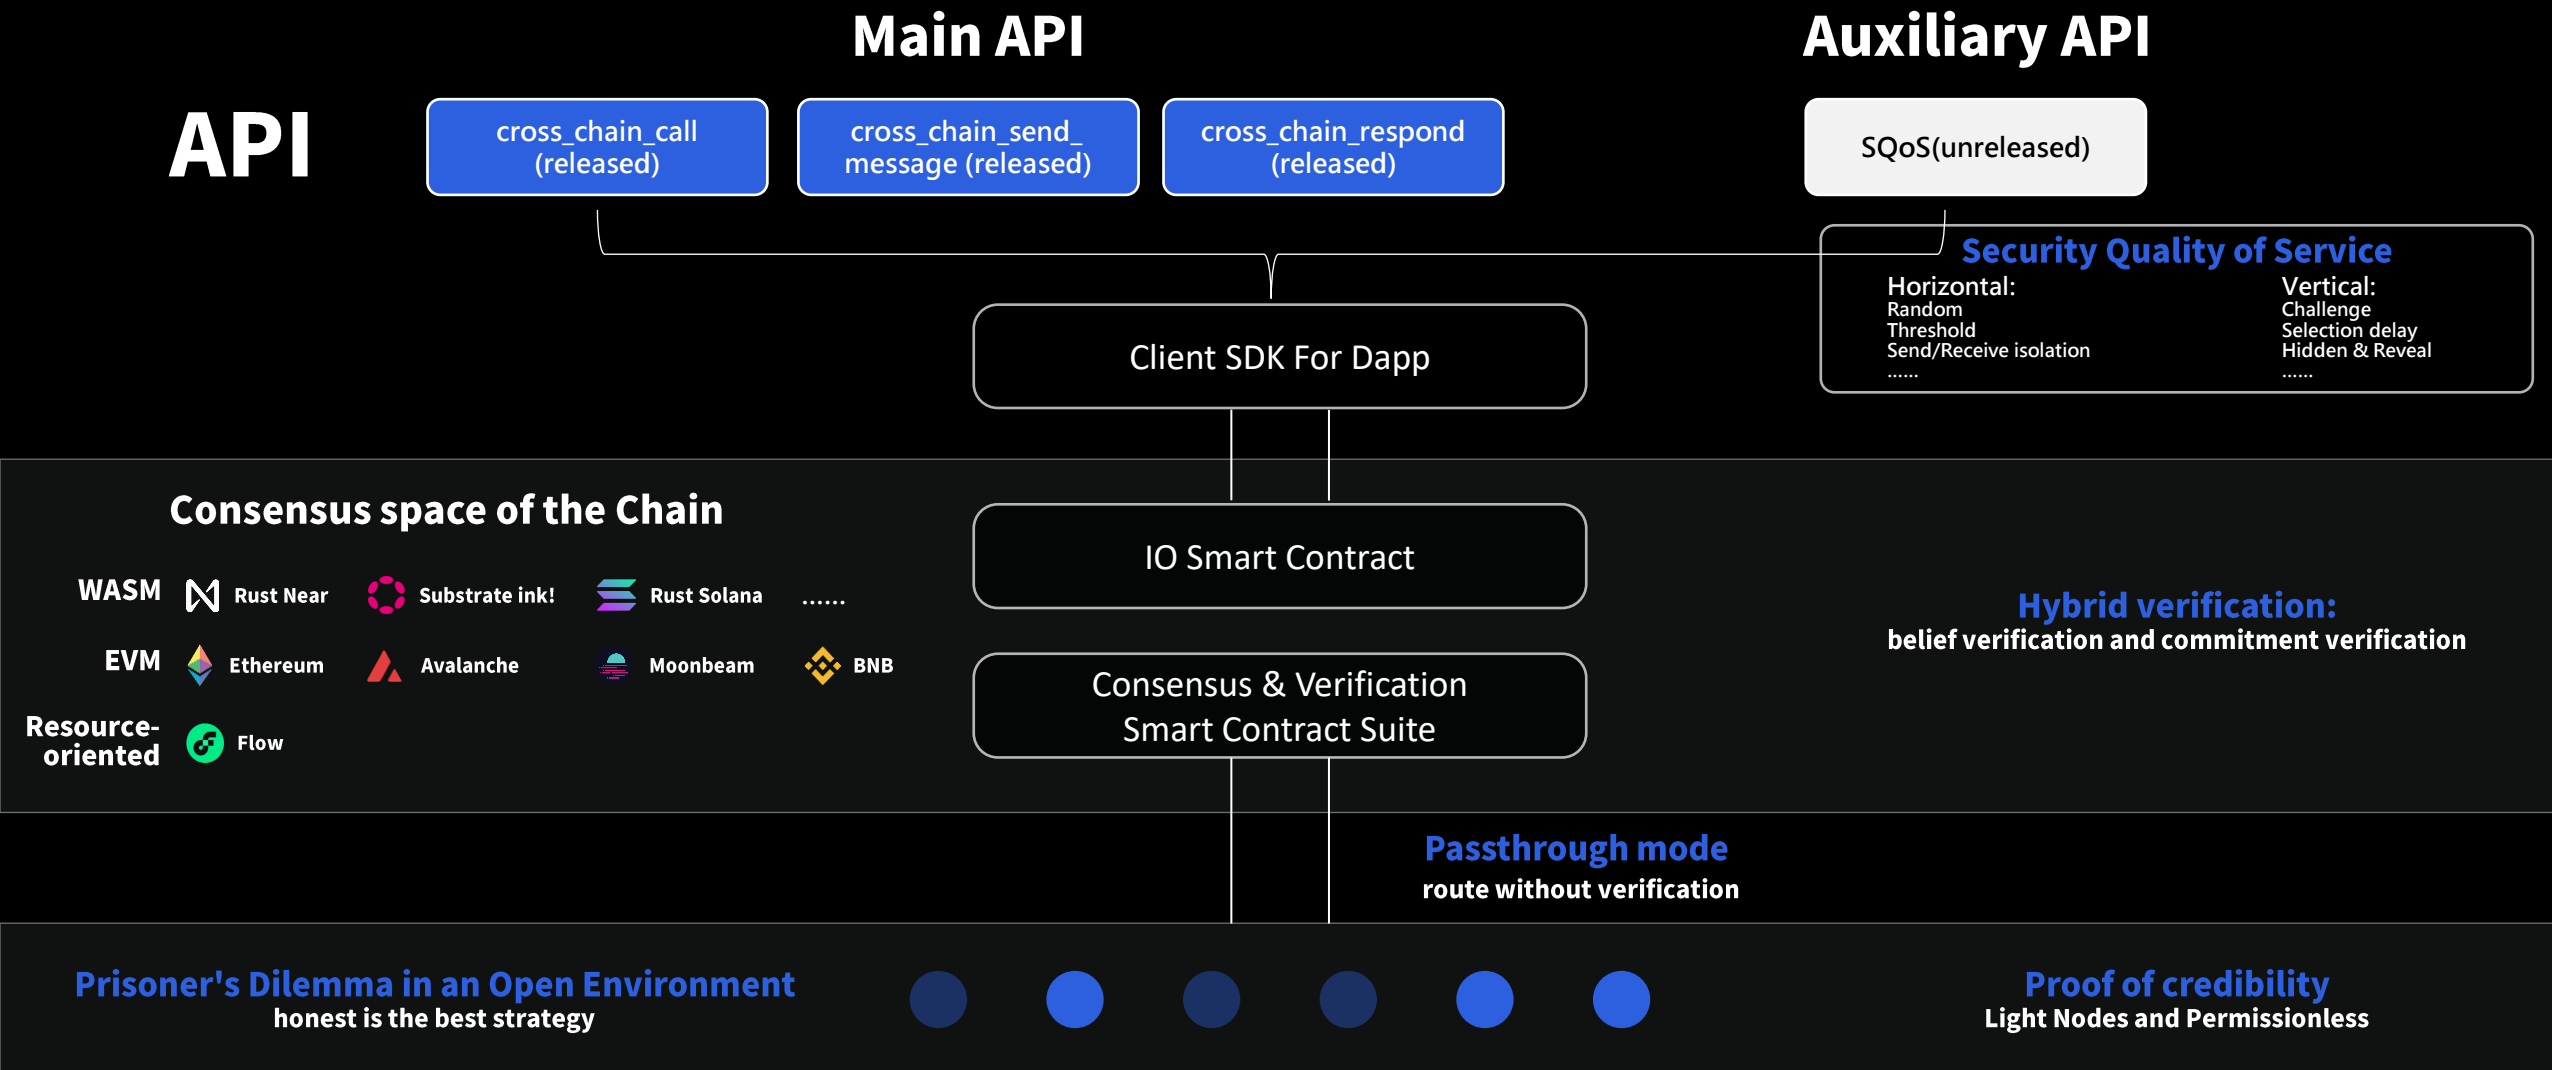 Main API
Auxiliary API
API
cross_chain_call
(released)
cross_chain_send_
message (released)
cross_chain_respond
(released)
SQoS(unreleased)
Security Quality of Service
Horizontal:
Random
Threshold
Send/Receive isolation
......
Vertical:
Challenge
Selection delay
Hidden & Reveal
......
Client SDK For Dapp
Consensus space of the Chain
WASM
Rust Near
Substrate ink!
Rust Solana
......
EVM
Ethereum
Avalanche
Moonbeam
BNB
Resource-
oriented
Flow
IO Smart Contract
Consensus & Verification
Smart Contract Suite
Hybrid verification:
belief verification and commitment verification
Passthrough mode
route without verification
Prisoner's Dilemma in an Open Environment
honest is the best strategy
Proof of credibility
Light Nodes and Permissionless